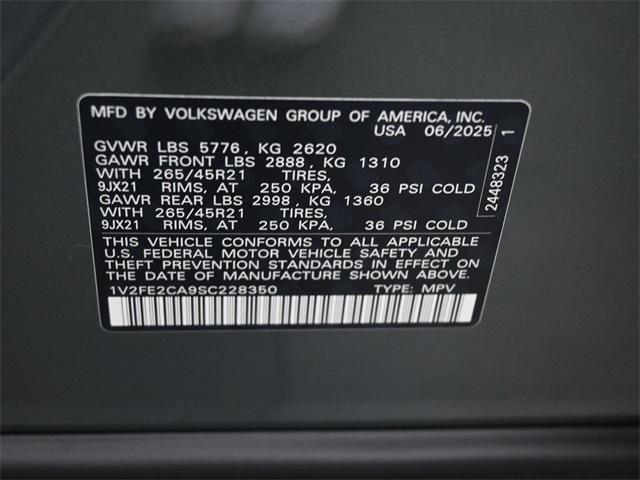 MFD BY VOLKSWAGEN GROUP OF AMERICA, INC.
USA 06/2025
GVWR LBS 5776, KG 2620
GAWR FRONT LBS 2888, KG 1310
WITH 265/45R21 TIRES,
9JX21 RIMS, AT 250 KPA, 36 PSI COLD
GAWR REAR LBS 2998, KG 1360
WITH 265/45R21 TIRES,
9JX21 RIMS, AT 250 KPA, 36 PSI COLD
THIS VEHICLE CONFORMS TO ALL APPLICABLE
U.S. FEDERAL MOTOR VEHICLE SAFETY AND
THEFT PREVENTION STANDARDS IN EFFECT ON
THE DATE OF MANUFACTURE SHOWN ABOVE.
1V2FE2CA9SC228350 TYPE: MPV
2448323 1